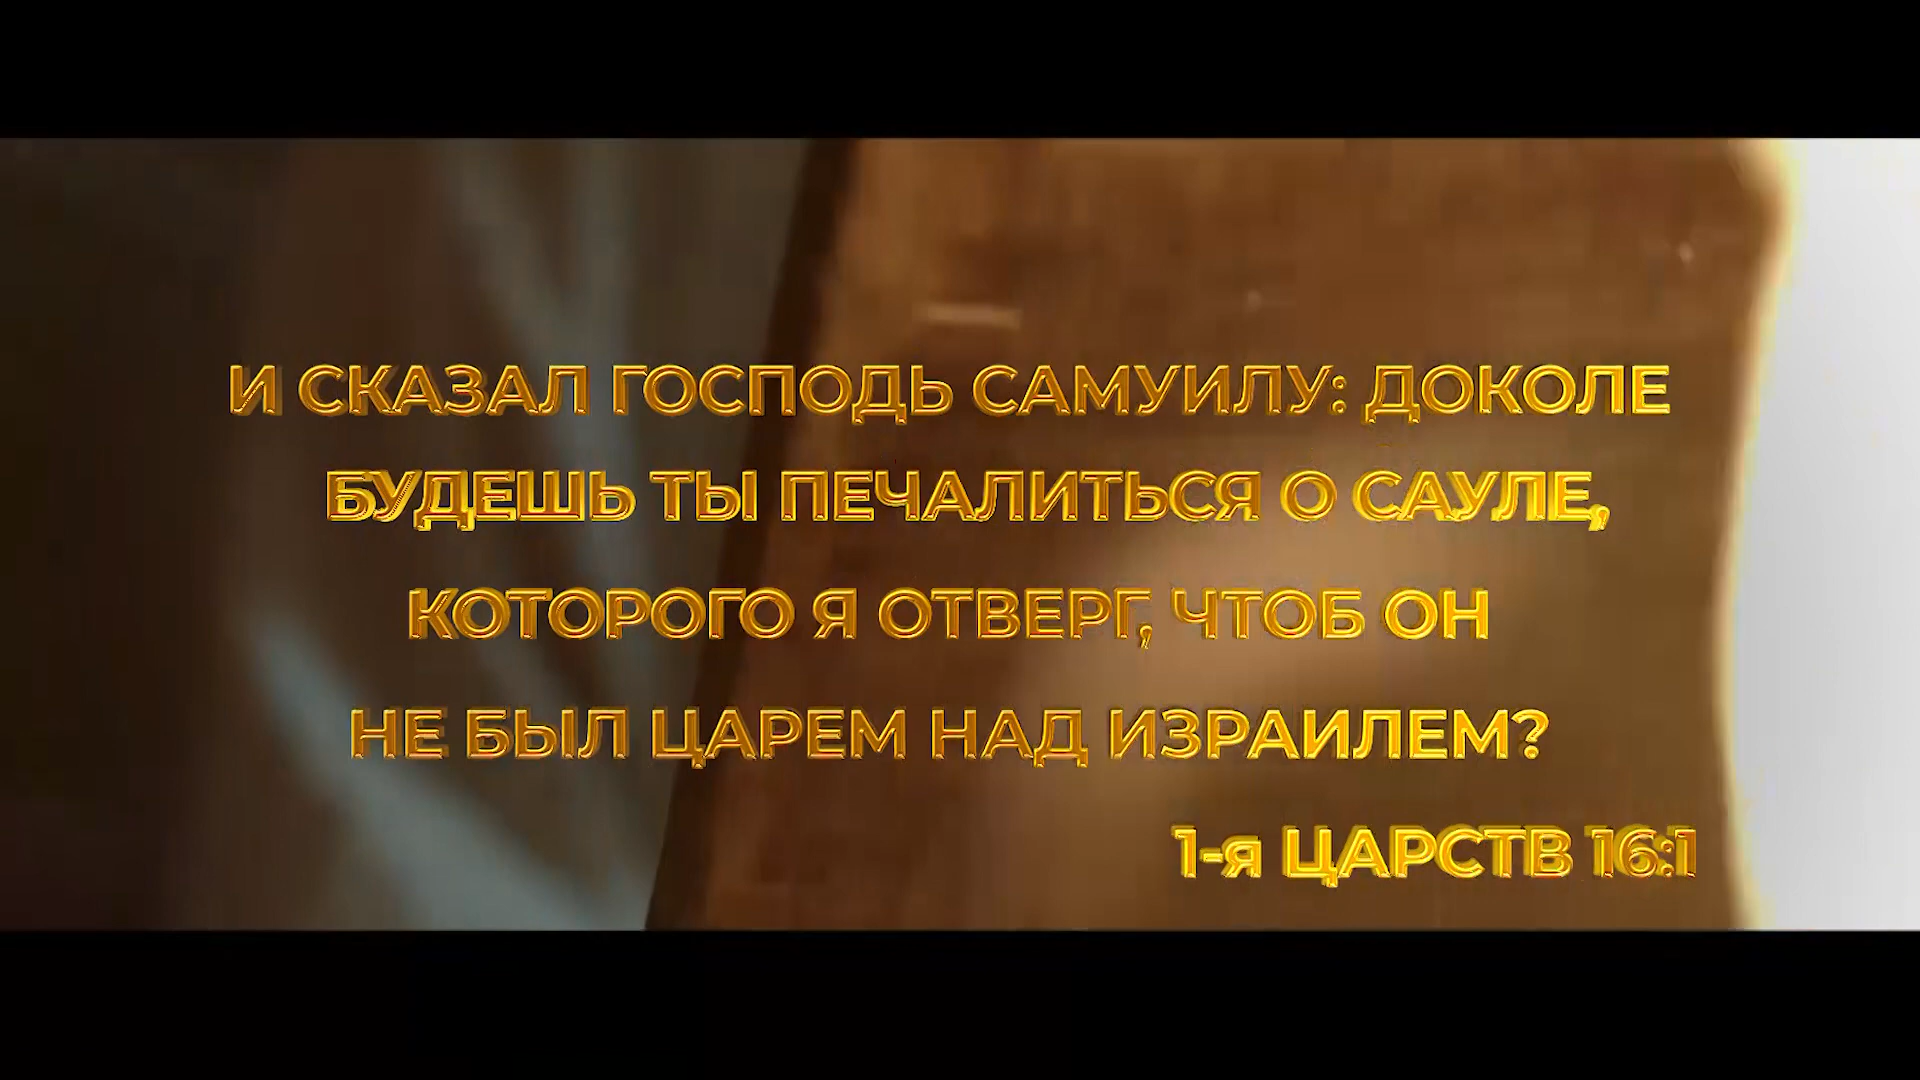 И СКАЗАЛ ГОСПОДЬ САМУИЛУ: ДОКОЛЕ
БУДЕШЬ ТЫ ПЕЧАЛИТЬСЯ О САУЛЕ,
КОТОРОГО Я ОТВЕРГ, ЧТОБ ОН
НЕ БЫЛ ЦАРЕМ НАД ИЗРАИЛЕМ?
1-я ЦАРСТВ 16:1